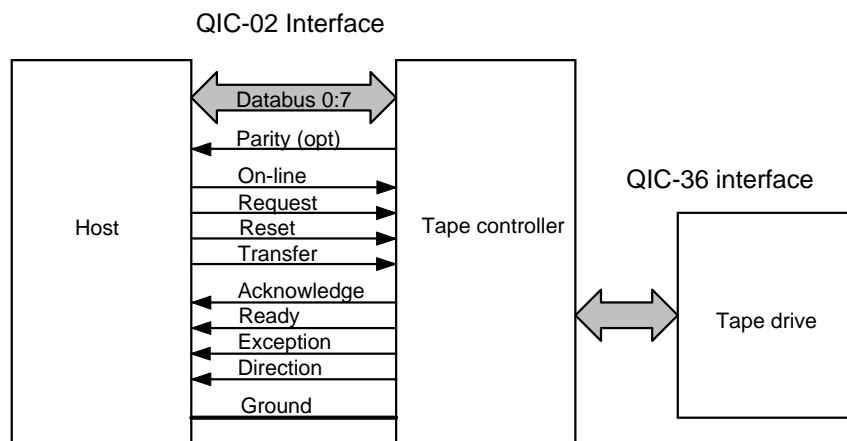 QIC-02 Interface
Databus 0:7
Parity (opt)
On-line
Request
Reset
Transfer
Acknowledge
Ready
Exception
Direction
Ground
Host
Tape controller
QIC-36 interface
Tape drive